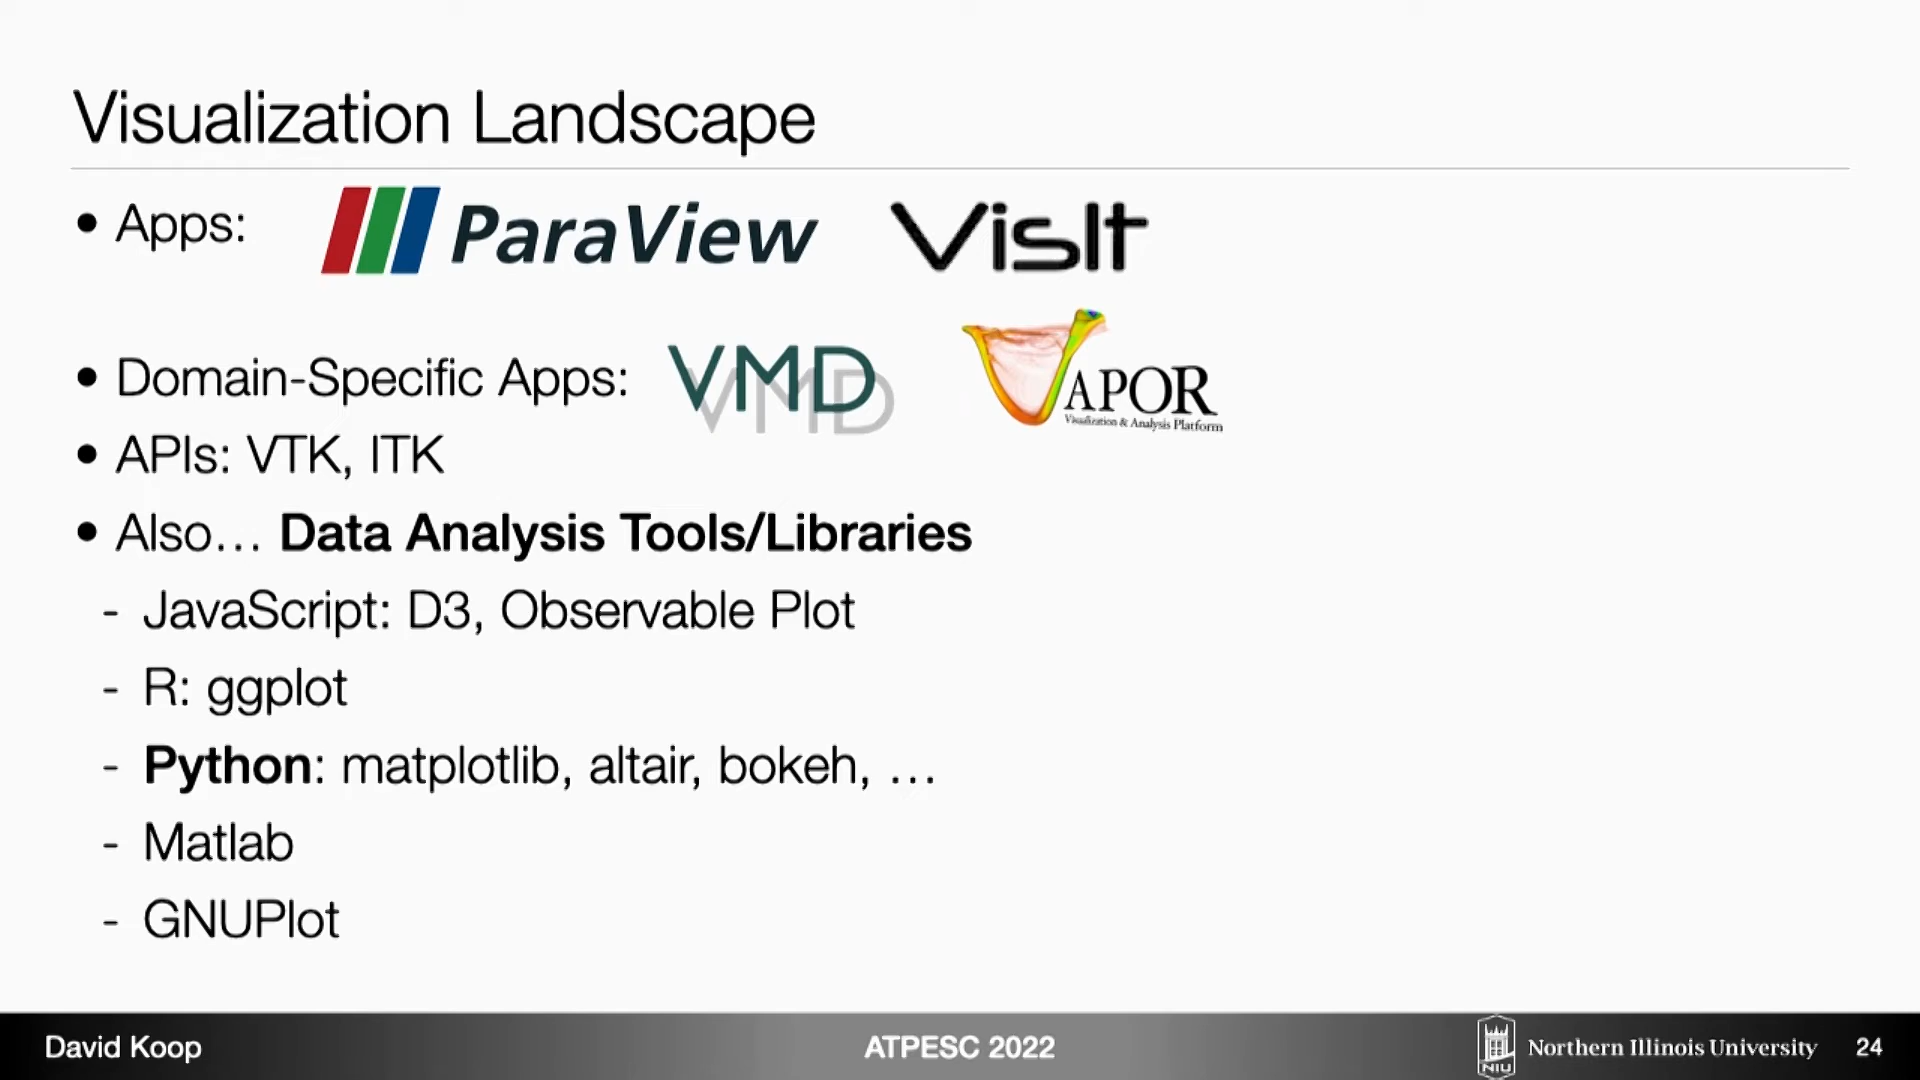 Visualization Landscape
• Apps: ParaView VisIt
• Domain-Specific Apps: VMD VAPOR
Visualization & Analysis Platform
• APIs: VTK, ITK
• Also… Data Analysis Tools/Libraries
- JavaScript: D3, Observable Plot
- R: ggplot
- Python: matplotlib, altair, bokeh, …
- Matlab
- GNUPlot
David Koop ATPESC 2022 NIU Northern Illinois University 24